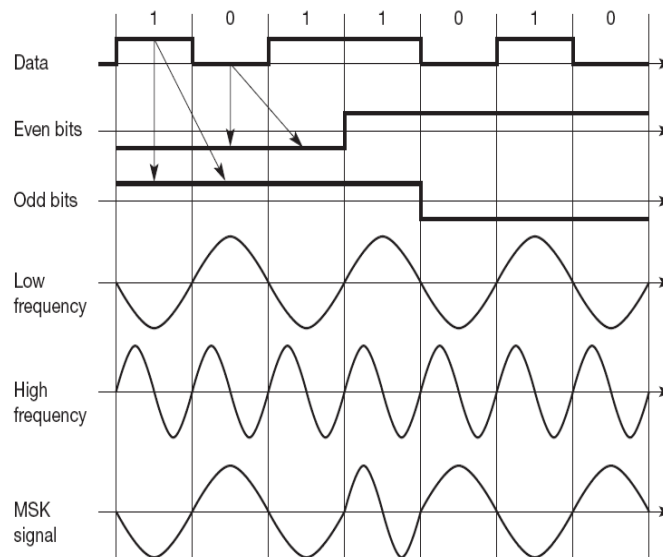 1 0 1 1 0 1 0
Data
Even bits
Odd bits
Low
frequency
High
frequency
MSK
signal